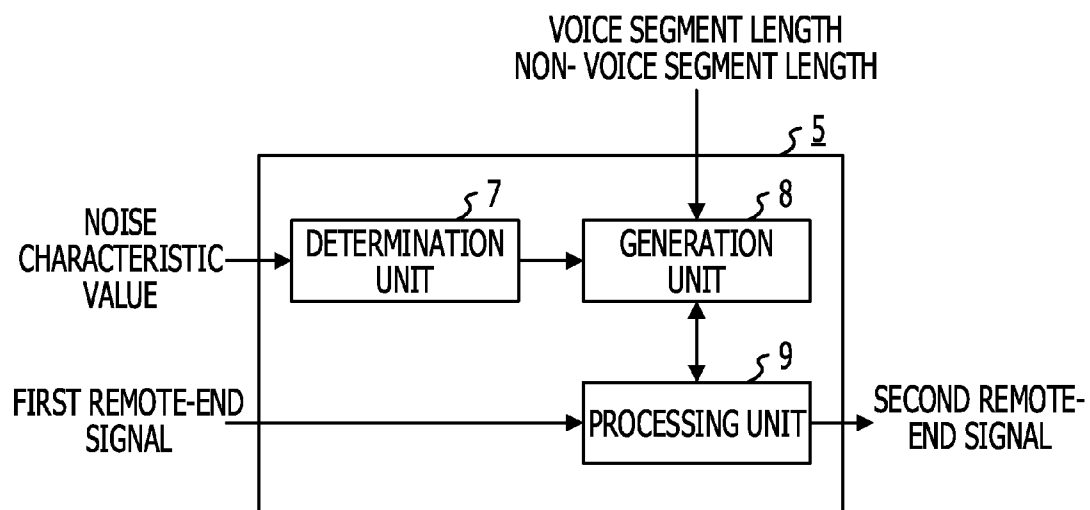 VOICE SEGMENT LENGTH
NON- VOICE SEGMENT LENGTH
5
7
8
NOISE
CHARACTERISTIC
VALUE
DETERMINATION
UNIT
GENERATION
UNIT
9
FIRST REMOTE-END
SIGNAL
PROCESSING UNIT
SECOND REMOTE-
END SIGNAL